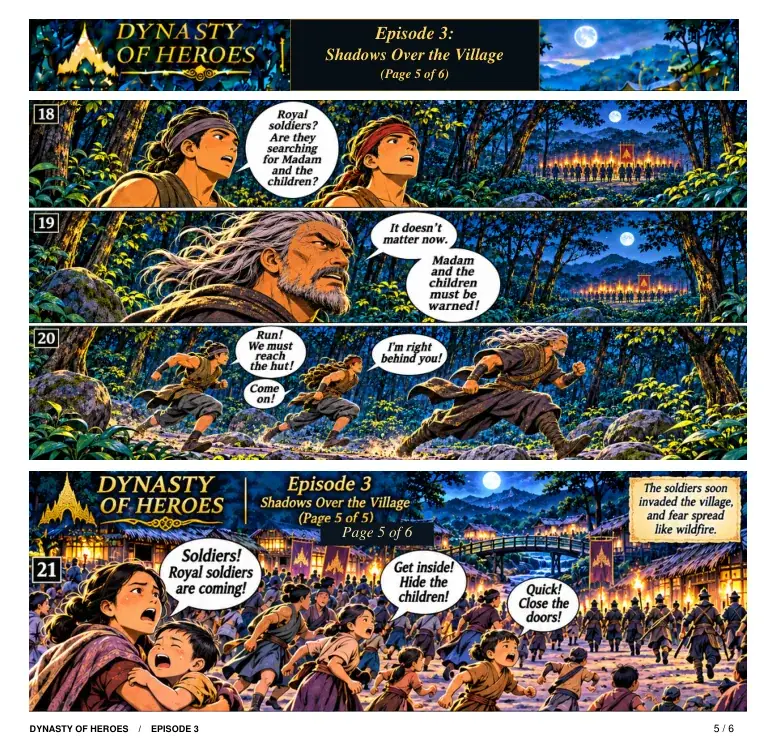 DYNASTY
OF HEROES
Episode 3:
Shadows Over the Village
(Page 5 of 6)
18
Royal
soldiers?
Are they
searching
for Madam
and the
children?
19
It doesn't
matter now.
Madam
and the
children
must be
warned!
20
Run!
We must
reach
the hut!
Come
on!
I'm right
behind you!
DYNASTY
OF HEROES
Episode 3
Shadows Over the Village
(Page 5 of 5)
Page 5 of 6
The soldiers soon
invaded the village,
and fear spread
like wildfire.
21
Soldiers!
Royal soldiers
are coming!
Get inside!
Hide the
children!
Quick!
Close the
doors!
DYNASTY OF HEROES / EPISODE 3
5 / 6